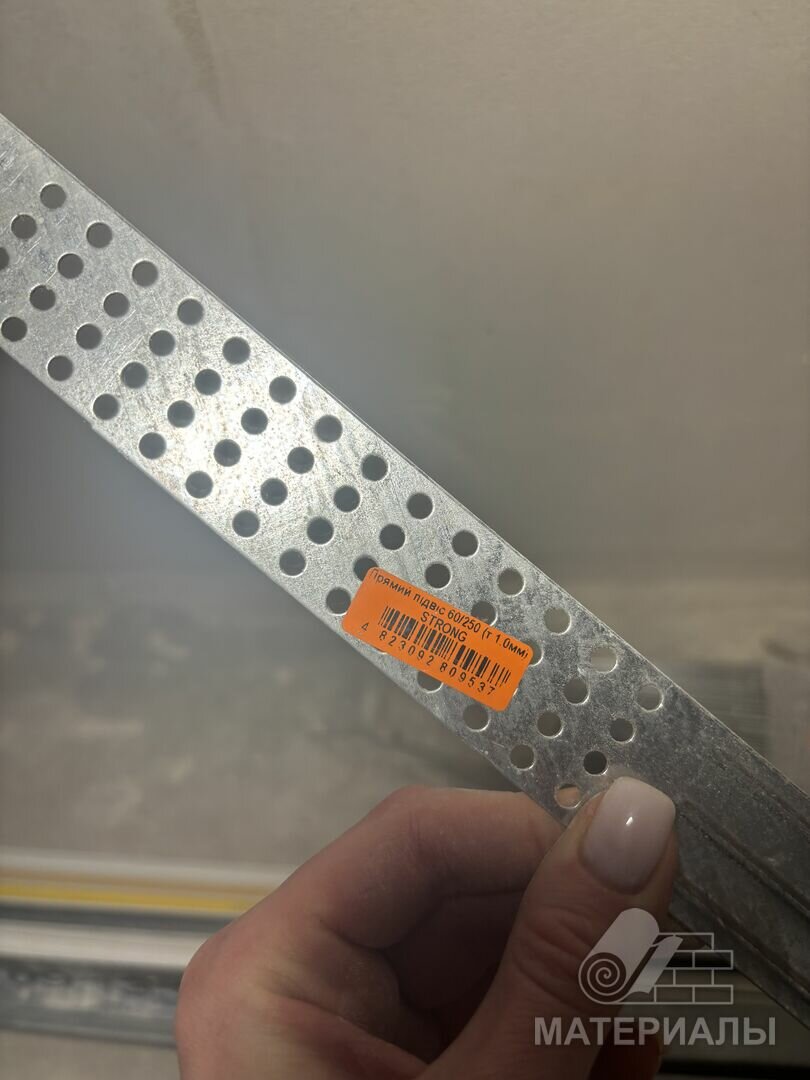 Прямий підвіс 60/250 (т 1.0мм)
STRONG
4 823092 809537
МАТЕРИАЛЫ